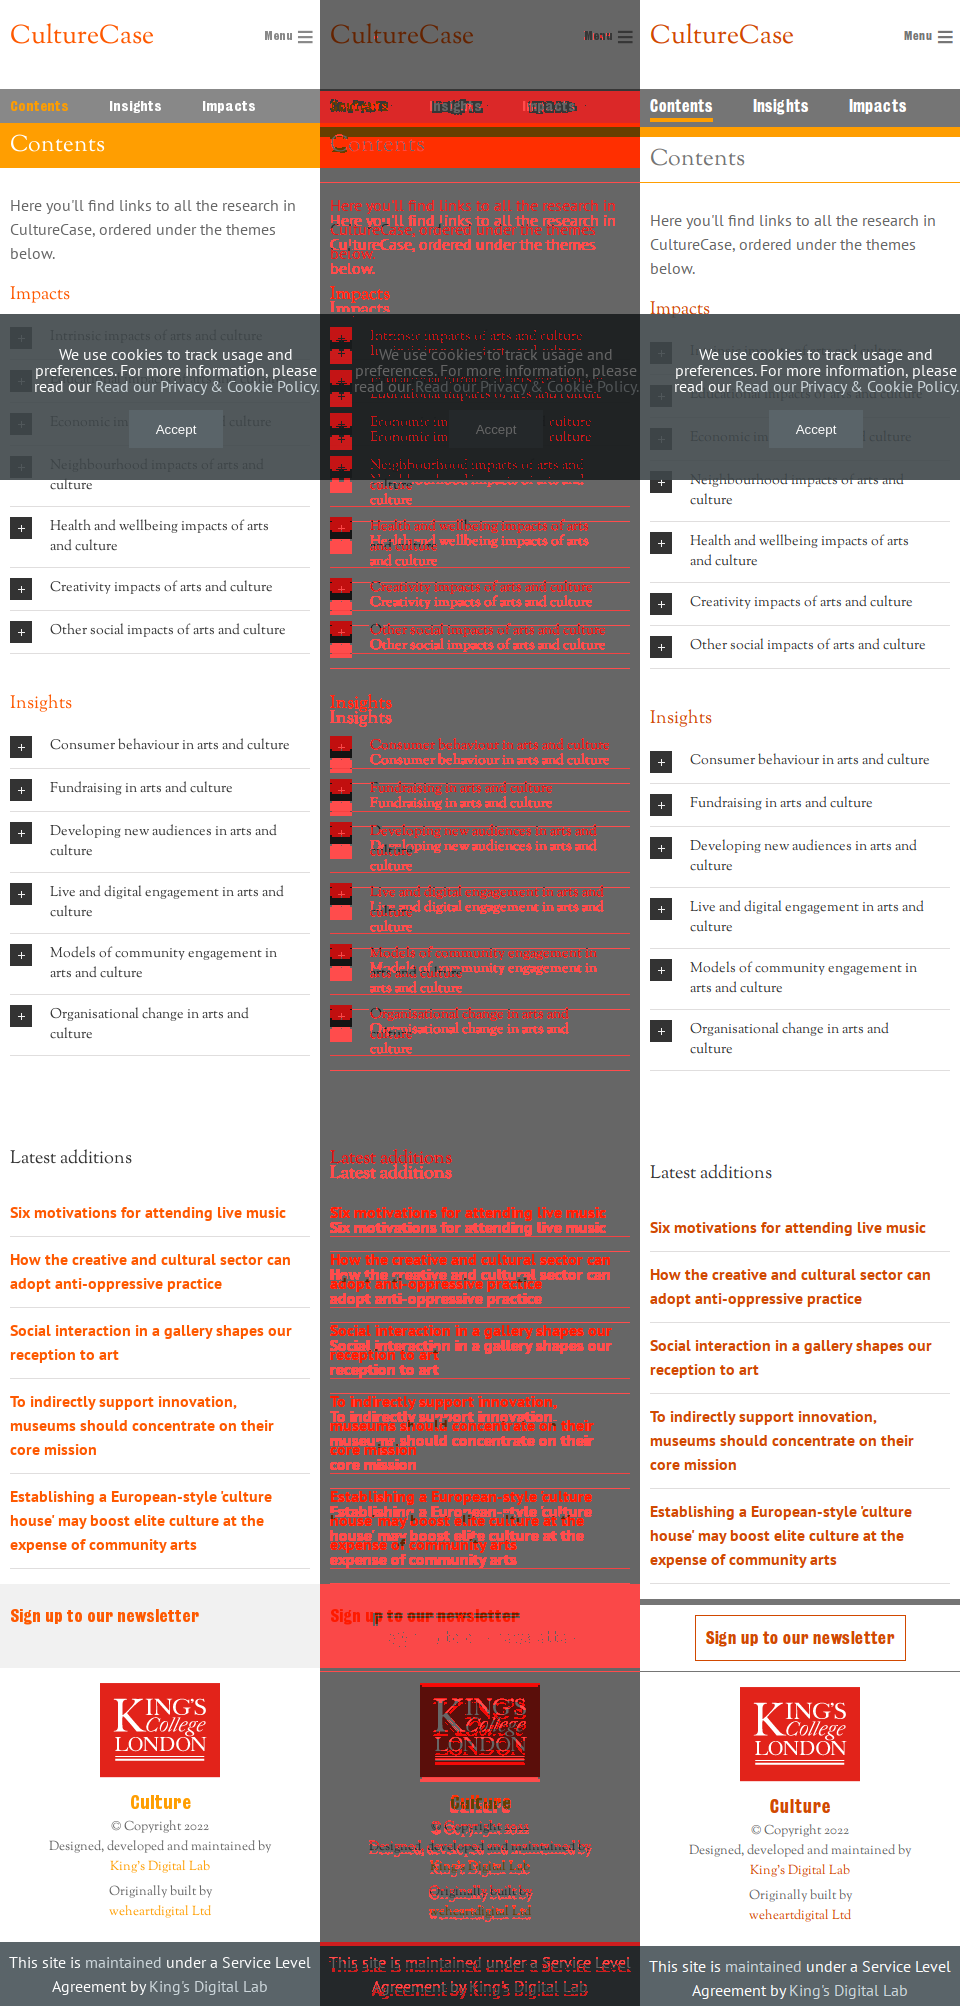 CultureCase
Menu
Contents Insights Impacts
Contents
Here you'll find links to all the research in
CultureCase, ordered under the themes
below.
Impacts
Intrinsic impacts of arts and culture
We use cookies to track usage and
preferences. For more information, please
read our Read our Privacy & Cookie Policy.
Accept
Economic im
culture
Neighbourhood impacts of arts and
culture
Health and wellbeing impacts of arts
and culture
Creativity impacts of arts and culture
Other social impacts of arts and culture
Insights
Consumer behaviour in arts and culture
Fundraising in arts and culture
Developing new audiences in arts and
culture
Live and digital engagement in arts and
culture
Models of community engagement in
arts and culture
Organisational change in arts and
culture
Latest additions
Six motivations for attending live music
How the creative and cultural sector can
adopt anti-oppressive practice
Social interaction in a gallery shapes our
reception to art
To indirectly support innovation,
museums should concentrate on their
core mission
Establishing a European-style 'culture
house' may boost elite culture at the
expense of community arts
Sign up to our newsletter
KING'S
College
LONDON
Culture
© Copyright 2022
Designed, developed and maintained by
King's Digital Lab
Originally built by
weheartdigital Ltd
This site is maintained under a Service Level
Agreement by King's Digital Lab
CultureCase
Menu
Insights Impacts
Contents
Here you'll find links to all the research in
CultureCase, ordered under the themes
below.
Impacts
Intrinsic impacts of arts and culture
We use cookies to track usage and
preferences. For more information, please
read our Read our Privacy & Cookie Policy.
Accept
Economic im
culture
Neighbourhood impacts of arts and
culture
Health and wellbeing impacts of arts
and culture
Creativity impacts of arts and culture
Other social impacts of arts and culture
Insights
Consumer behaviour in arts and culture
Fundraising in arts and culture
Developing new audiences in arts and
culture
Live and digital engagement in arts and
culture
Models of community engagement in
arts and culture
Organisational change in arts and
culture
Latest additions
Six motivations for attending live music
How the creative and cultural sector can
adopt anti-oppressive practice
Social interaction in a gallery shapes our
reception to art
To indirectly support innovation,
museums should concentrate on their
core mission
Establishing a European-style 'culture
house' may boost elite culture at the
expense of community arts
Sign up to our newsletter
KING'S
College
LONDON
Culture
© Copyright 2022
Designed, developed and maintained by
King's Digital Lab
Originally built by
weheartdigital Ltd
This site is maintained under a Service Level
Agreement by King's Digital Lab
CultureCase
Menu
Contents Insights Impacts
Contents
Here you'll find links to all the research in
CultureCase, ordered under the themes
below.
Impacts
We use cookies to track usage and
preferences. For more information, please
read our Read our Privacy & Cookie Policy.
Educational impacts of arts and culture
Accept
Economic im
culture
Neighbourhood impacts of arts and
culture
Health and wellbeing impacts of arts
and culture
Creativity impacts of arts and culture
Other social impacts of arts and culture
Insights
Consumer behaviour in arts and culture
Fundraising in arts and culture
Developing new audiences in arts and
culture
Live and digital engagement in arts and
culture
Models of community engagement in
arts and culture
Organisational change in arts and
culture
Latest additions
Six motivations for attending live music
How the creative and cultural sector can
adopt anti-oppressive practice
Social interaction in a gallery shapes our
reception to art
To indirectly support innovation,
museums should concentrate on their
core mission
Establishing a European-style 'culture
house' may boost elite culture at the
expense of community arts
Sign up to our newsletter
KING'S
College
LONDON
Culture
© Copyright 2022
Designed, developed and maintained by
King's Digital Lab
Originally built by
weheartdigital Ltd
This site is maintained under a Service Level
Agreement by King's Digital Lab